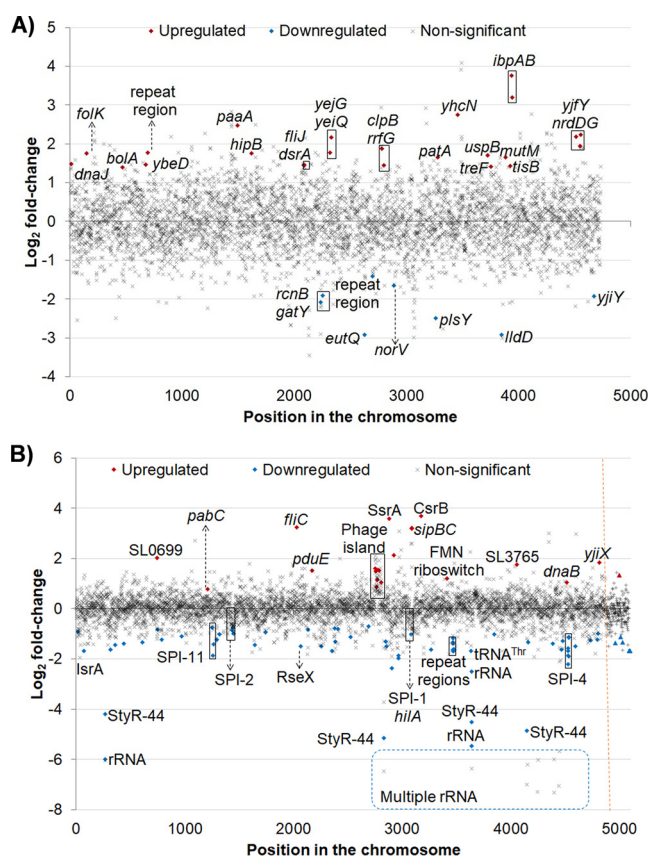 A)
5
4
3
2
1
0
-1
-2
-3
-4
Log2 fold-change
Upregulated Downregulated Non-significant
ibpAB
folK
repeat region
paaA
yejG
yeiQ
clpB
rrfG
yhcN
yjfY
nrdDG
dnaJ
bolA
ybeD
hipB
fliJ
dsrA
patA
uspB
mutM
treF
tisB
rcnB
gatY
repeat region
eutQ
norV
plsY
lldD
yjiY
0 1000 2000 3000 4000 5000
Position in the chromosome
B)
6
4
2
0
-2
-4
-6
-8
Log2 fold-change
Upregulated Downregulated Non-significant
pabC
fliC
SsrA
CsrB
sipBC
SL0699
pduE
Phage island
FMN riboswitch
SL3765
dnaB
yjiX
lsrA
SPI-11
SPI-2
RseX
SPI-1
hilA
repeat regions
tRNAThr
rRNA
SPI-4
StyR-44
rRNA
StyR-44
StyR-44
rRNA
StyR-44
Multiple rRNA
0 1000 2000 3000 4000 5000
Position in the chromosome